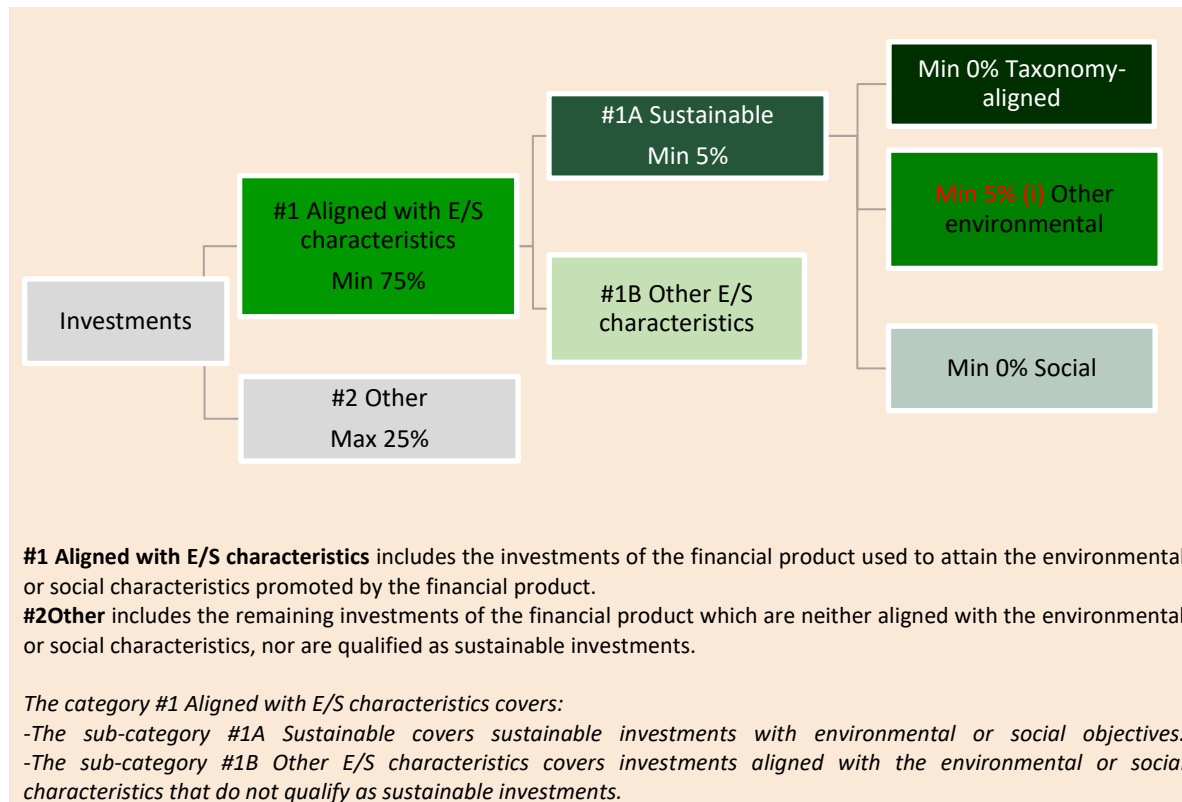 Investments
#1 Aligned with E/S
characteristics
Min 75%
#2 Other
Max 25%
#1A Sustainable
Min 5%
#1B Other E/S
characteristics
Min 0% Taxonomy-
aligned
Min 5% (i) Other
environmental
Min 0% Social
#1 Aligned with E/S characteristics includes the investments of the financial product used to attain the environmental
or social characteristics promoted by the financial product.
#2Other includes the remaining investments of the financial product which are neither aligned with the environmental
or social characteristics, nor are qualified as sustainable investments.
The category #1 Aligned with E/S characteristics covers:
-The sub-category #1A Sustainable covers sustainable investments with environmental or social objectives.
-The sub-category #1B Other E/S characteristics covers investments aligned with the environmental or social
characteristics that do not qualify as sustainable investments.